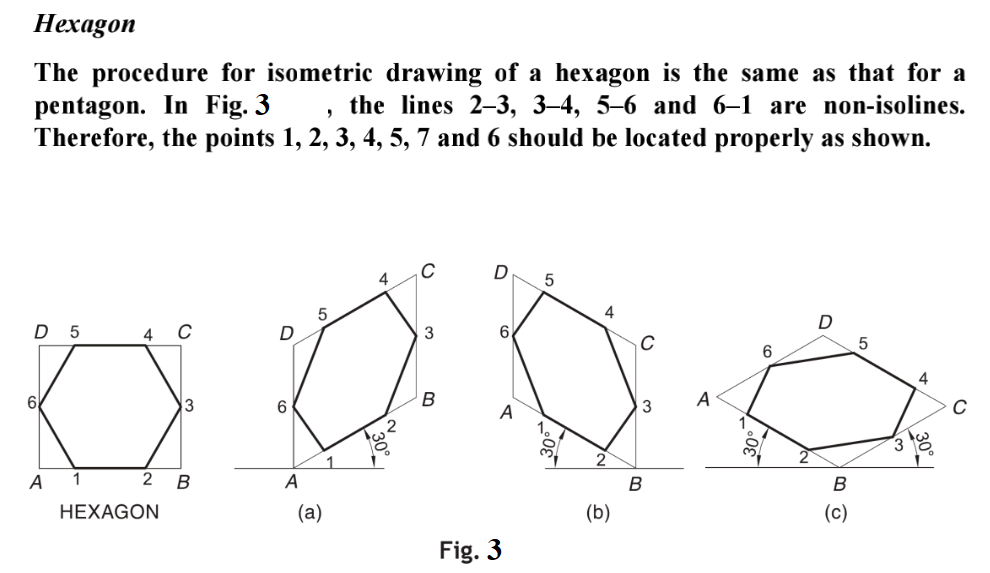 Hexagon
The procedure for isometric drawing of a hexagon is the same as that for a
pentagon. In Fig. 3 , the lines 2–3, 3–4, 5–6 and 6–1 are non-isolines.
Therefore, the points 1, 2, 3, 4, 5, 7 and 6 should be located properly as shown.
D 5 4 C
6 3
A 1 2 B
HEXAGON
4 C
5
D 3
6 B
2
30°
1
A
(a)
D 5
4
6 C
A 3
1
30°
2
B
(b)
D
6 5
4
A C
1
30° 3 30°
2
B
(c)
Fig. 3